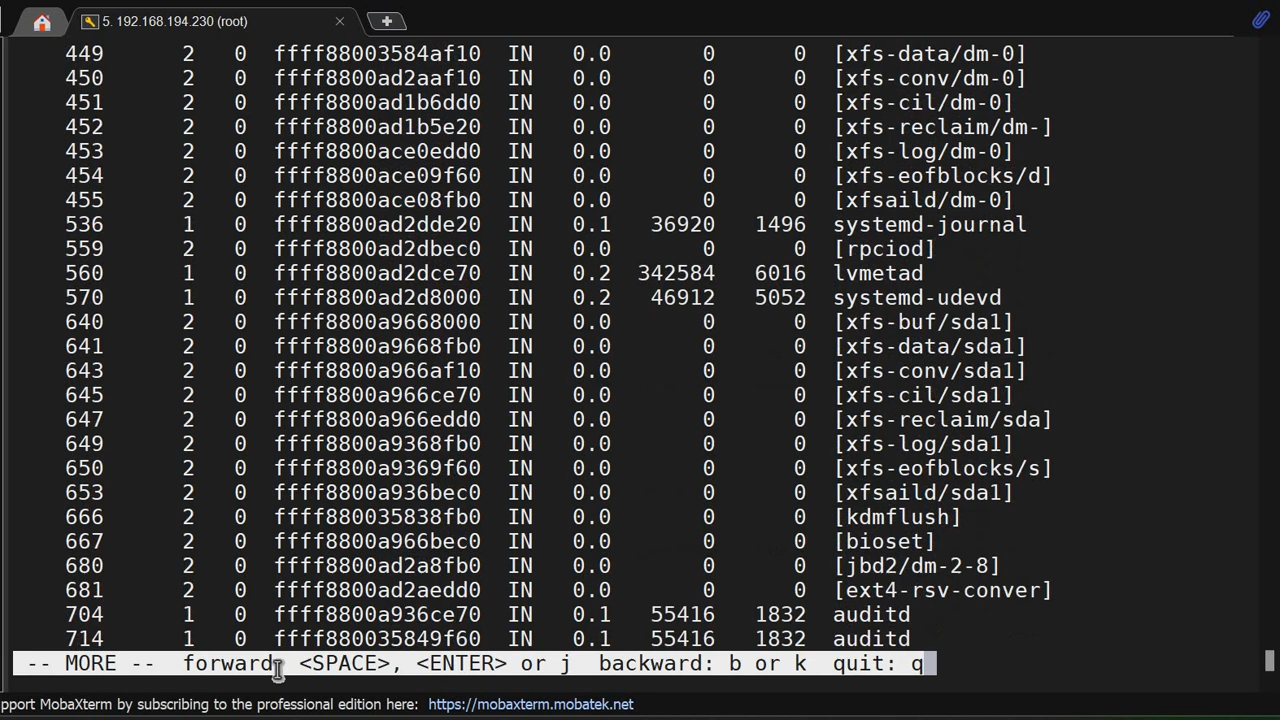 5. 192.168.194.230 (root)
449 2 0 ffff88003584af10 IN 0.0 0 0 [xfs-data/dm-0]
450 2 0 ffff8800ad2aaf10 IN 0.0 0 0 [xfs-conv/dm-0]
451 2 0 ffff8800ad1b6dd0 IN 0.0 0 0 [xfs-cil/dm-0]
452 2 0 ffff8800ad1b5e20 IN 0.0 0 0 [xfs-reclaim/dm-]
453 2 0 ffff8800ace0edd0 IN 0.0 0 0 [xfs-log/dm-0]
454 2 0 ffff8800ace09f60 IN 0.0 0 0 [xfs-eofblocks/d]
455 2 0 ffff8800ace08fb0 IN 0.0 0 0 [xfsaild/dm-0]
536 1 0 ffff8800ad2dde20 IN 0.1 36920 1496 systemd-journal
559 2 0 ffff8800ad2dbec0 IN 0.0 0 0 [rpciod]
560 1 0 ffff8800ad2dce70 IN 0.2 342584 6016 lvmetad
570 1 0 ffff8800ad2d8000 IN 0.2 46912 5052 systemd-udevd
640 2 0 ffff8800a9668000 IN 0.0 0 0 [xfs-buf/sda1]
641 2 0 ffff8800a9668fb0 IN 0.0 0 0 [xfs-data/sda1]
643 2 0 ffff8800a966af10 IN 0.0 0 0 [xfs-conv/sda1]
645 2 0 ffff8800a966ce70 IN 0.0 0 0 [xfs-cil/sda1]
647 2 0 ffff8800a966edd0 IN 0.0 0 0 [xfs-reclaim/sda]
649 2 0 ffff8800a9368fb0 IN 0.0 0 0 [xfs-log/sda1]
650 2 0 ffff8800a9369f60 IN 0.0 0 0 [xfs-eofblocks/s]
653 2 0 ffff8800a936bec0 IN 0.0 0 0 [xfsaild/sda1]
666 2 0 ffff880035838fb0 IN 0.0 0 0 [kdmflush]
667 2 0 ffff8800a966bec0 IN 0.0 0 0 [bioset]
680 2 0 ffff8800ad2a8fb0 IN 0.0 0 0 [jbd2/dm-2-8]
681 2 0 ffff8800ad2aedd0 IN 0.0 0 0 [ext4-rsv-conver]
704 1 0 ffff8800a936ce70 IN 0.1 55416 1832 auditd
714 1 0 ffff880035849f60 IN 0.1 55416 1832 auditd
-- MORE -- forward: <SPACE>, <ENTER> or j backward: b or k quit: q
pport MobaXterm by subscribing to the professional edition here: https://mobaxterm.mobatek.net